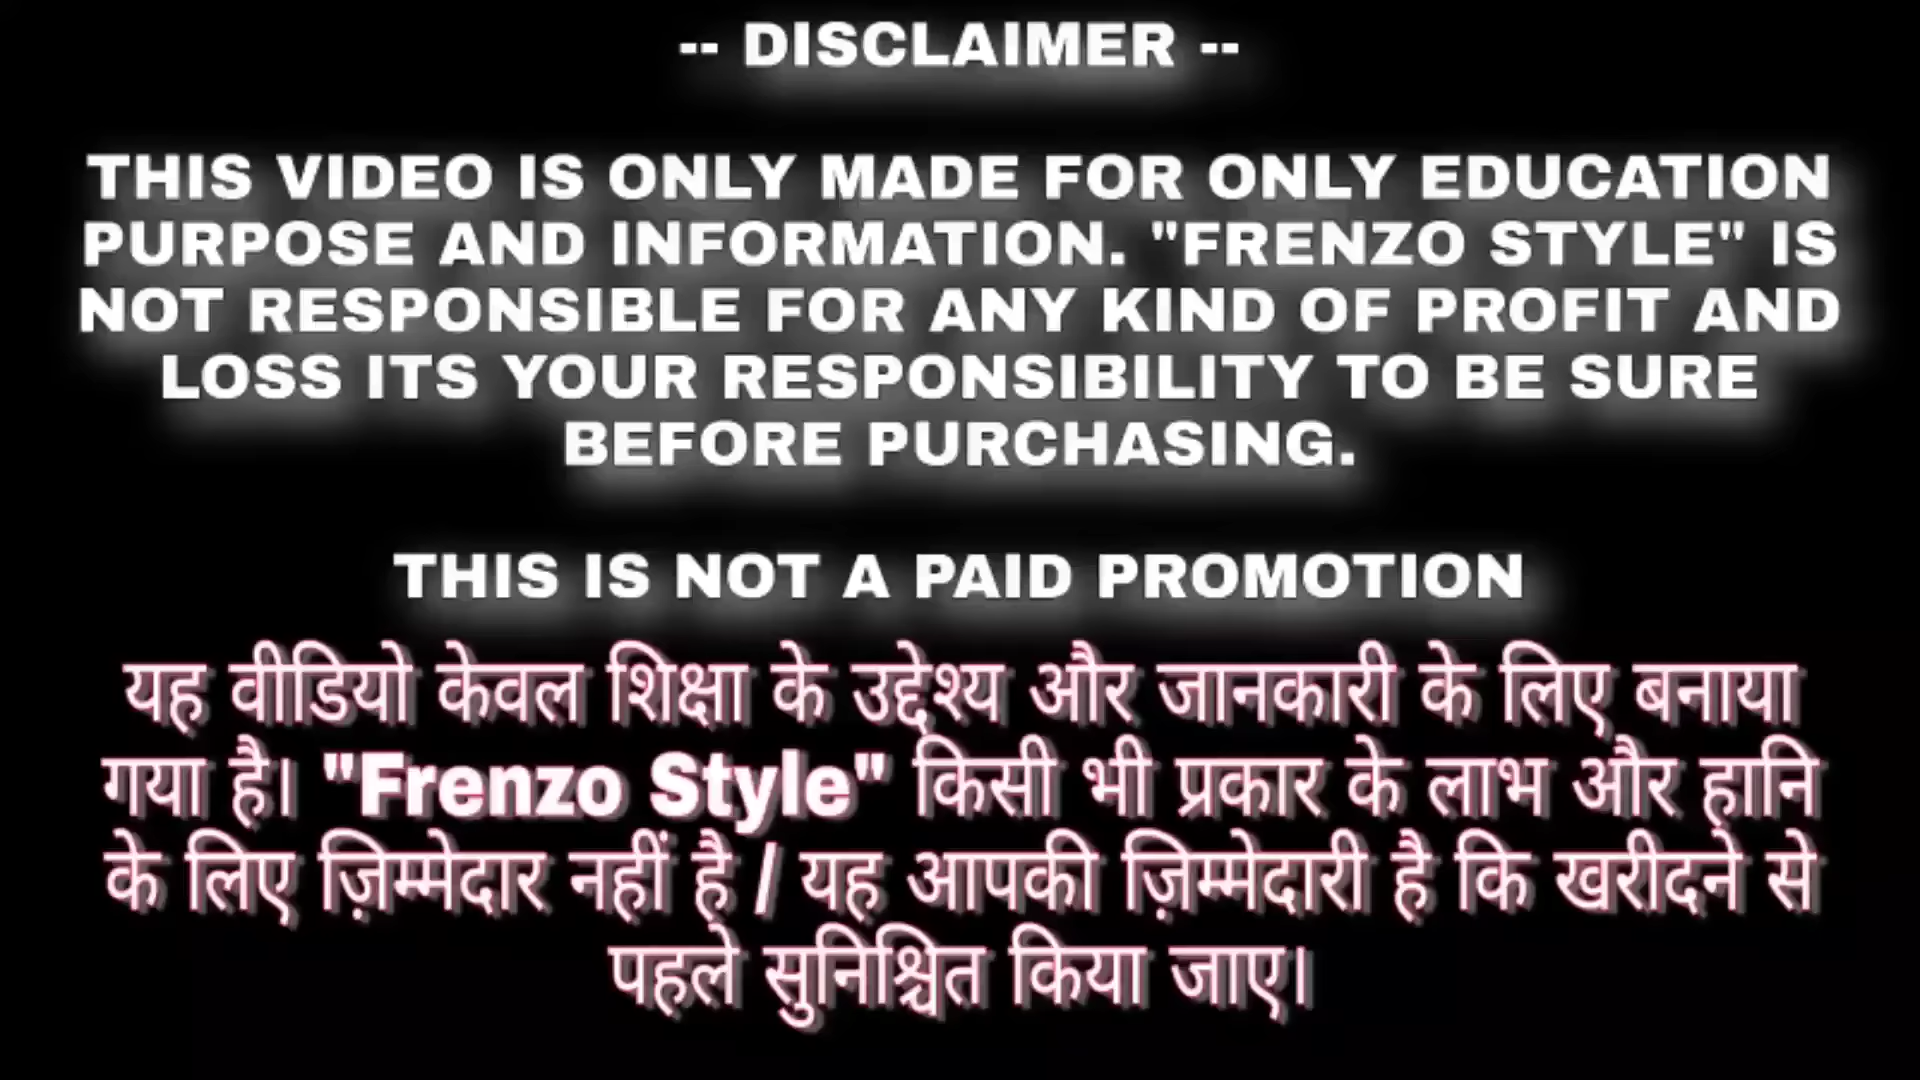 -- DISCLAIMER --
THIS VIDEO IS ONLY MADE FOR ONLY EDUCATION
PURPOSE AND INFORMATION. "FRENZO STYLE" IS
NOT RESPONSIBLE FOR ANY KIND OF PROFIT AND
LOSS ITS YOUR RESPONSIBILITY TO BE SURE
BEFORE PURCHASING.
THIS IS NOT A PAID PROMOTION
यह वीडियो केवल शिक्षा के उद्देश्य और जानकारी के लिए बनाया
गया है। "Frenzo Style" किसी भी प्रकार के लाभ और हानि
के लिए ज़िम्मेदार नहीं है / यह आपकी ज़िम्मेदारी है कि खरीदने से
पहले सुनिश्चित किया जाए।